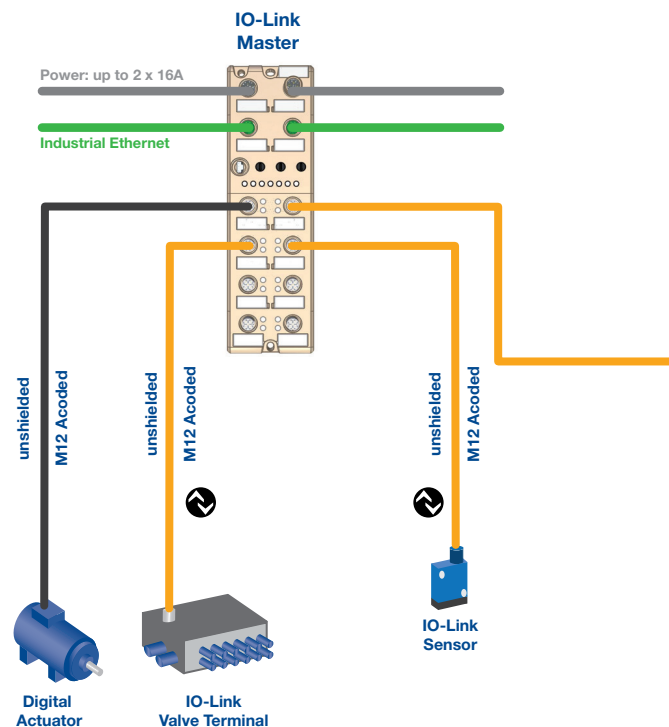 IO-Link
Master
Power: up to 2 x 16A
Industrial Ethernet
unshielded
M12 Acoded
unshielded
M12 Acoded
unshielded
M12 Acoded
IO-Link
Sensor
Digital
Actuator
IO-Link
Valve Terminal